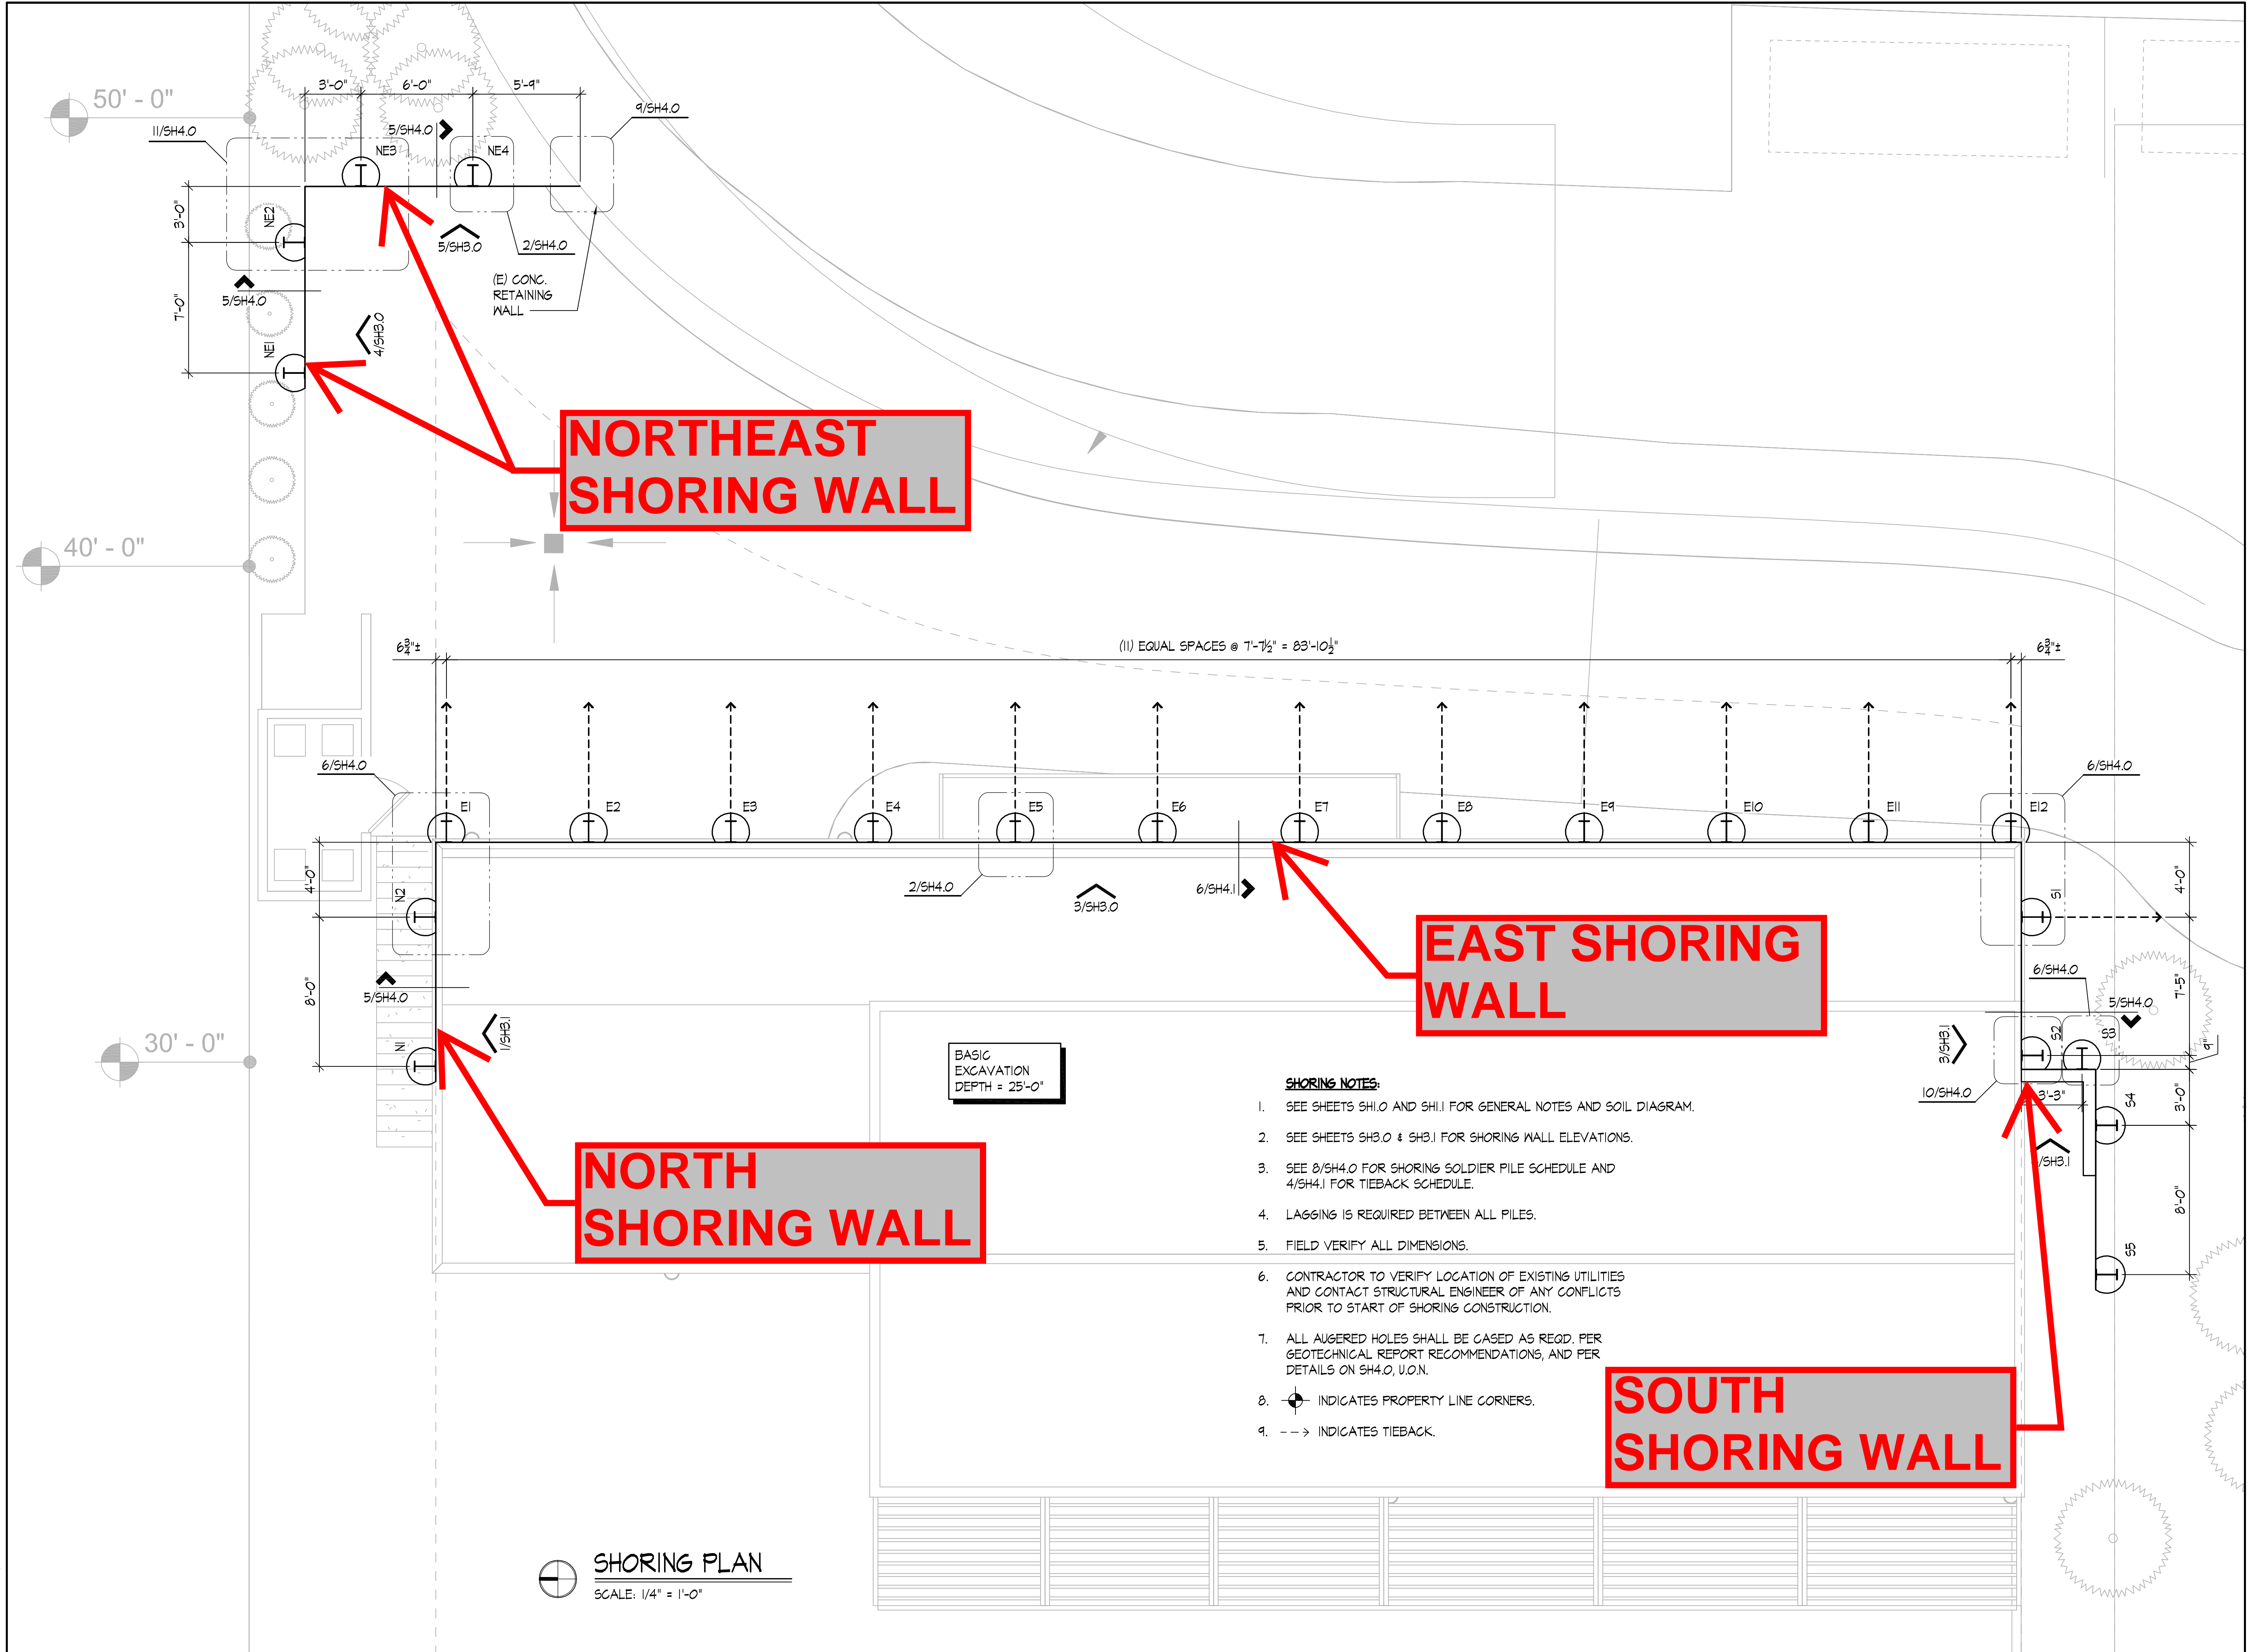 50' - 0"
3'-0"
6'-0"
5'-9"
9/SH4.0
11/SH4.0
5/SH4.0
NE3
NE4
3'-0"
NE2
5/SH3.0
2/SH4.0
(E) CONC.
RETAINING
WALL
5/SH4.0
7'-0"
NE1
4/SH3.0
NORTHEAST
SHORING WALL
40' - 0"
6 3/4"±
(11) EQUAL SPACES @ 7'-7½" = 83'-10½"
6 3/4"±
6/SH4.0
6/SH4.0
E1
E2
E3
E4
E5
E6
E7
E8
E9
E10
E11
E12
4'-0"
N2
2/SH4.0
3/SH3.0
6/SH4.1
S1
4'-0"
EAST SHORING
WALL
8'-0"
5/SH4.0
1/SH3.1
6/SH4.0
7'-5"
5/SH4.0
30' - 0"
N1
3/SH3.1
S2
S3
9"
BASIC
EXCAVATION
DEPTH = 25'-0"
10/SH4.0
3'-3"
S4
3'-0"
/SH3.1
8'-0"
S5
NORTH
SHORING WALL
SHORING NOTES:
1. SEE SHEETS SH1.0 AND SH1.1 FOR GENERAL NOTES AND SOIL DIAGRAM.
2. SEE SHEETS SH3.0 & SH3.1 FOR SHORING WALL ELEVATIONS.
3. SEE 8/SH4.0 FOR SHORING SOLDIER PILE SCHEDULE AND
4/SH4.1 FOR TIEBACK SCHEDULE.
4. LAGGING IS REQUIRED BETWEEN ALL PILES.
5. FIELD VERIFY ALL DIMENSIONS.
6. CONTRACTOR TO VERIFY LOCATION OF EXISTING UTILITIES
AND CONTACT STRUCTURAL ENGINEER OF ANY CONFLICTS
PRIOR TO START OF SHORING CONSTRUCTION.
7. ALL AUGERED HOLES SHALL BE CASED AS REQD. PER
GEOTECHNICAL REPORT RECOMMENDATIONS, AND PER
DETAILS ON SH4.0, U.O.N.
8. INDICATES PROPERTY LINE CORNERS.
9. INDICATES TIEBACK.
SOUTH
SHORING WALL
SHORING PLAN
SCALE: 1/4" = 1'-0"